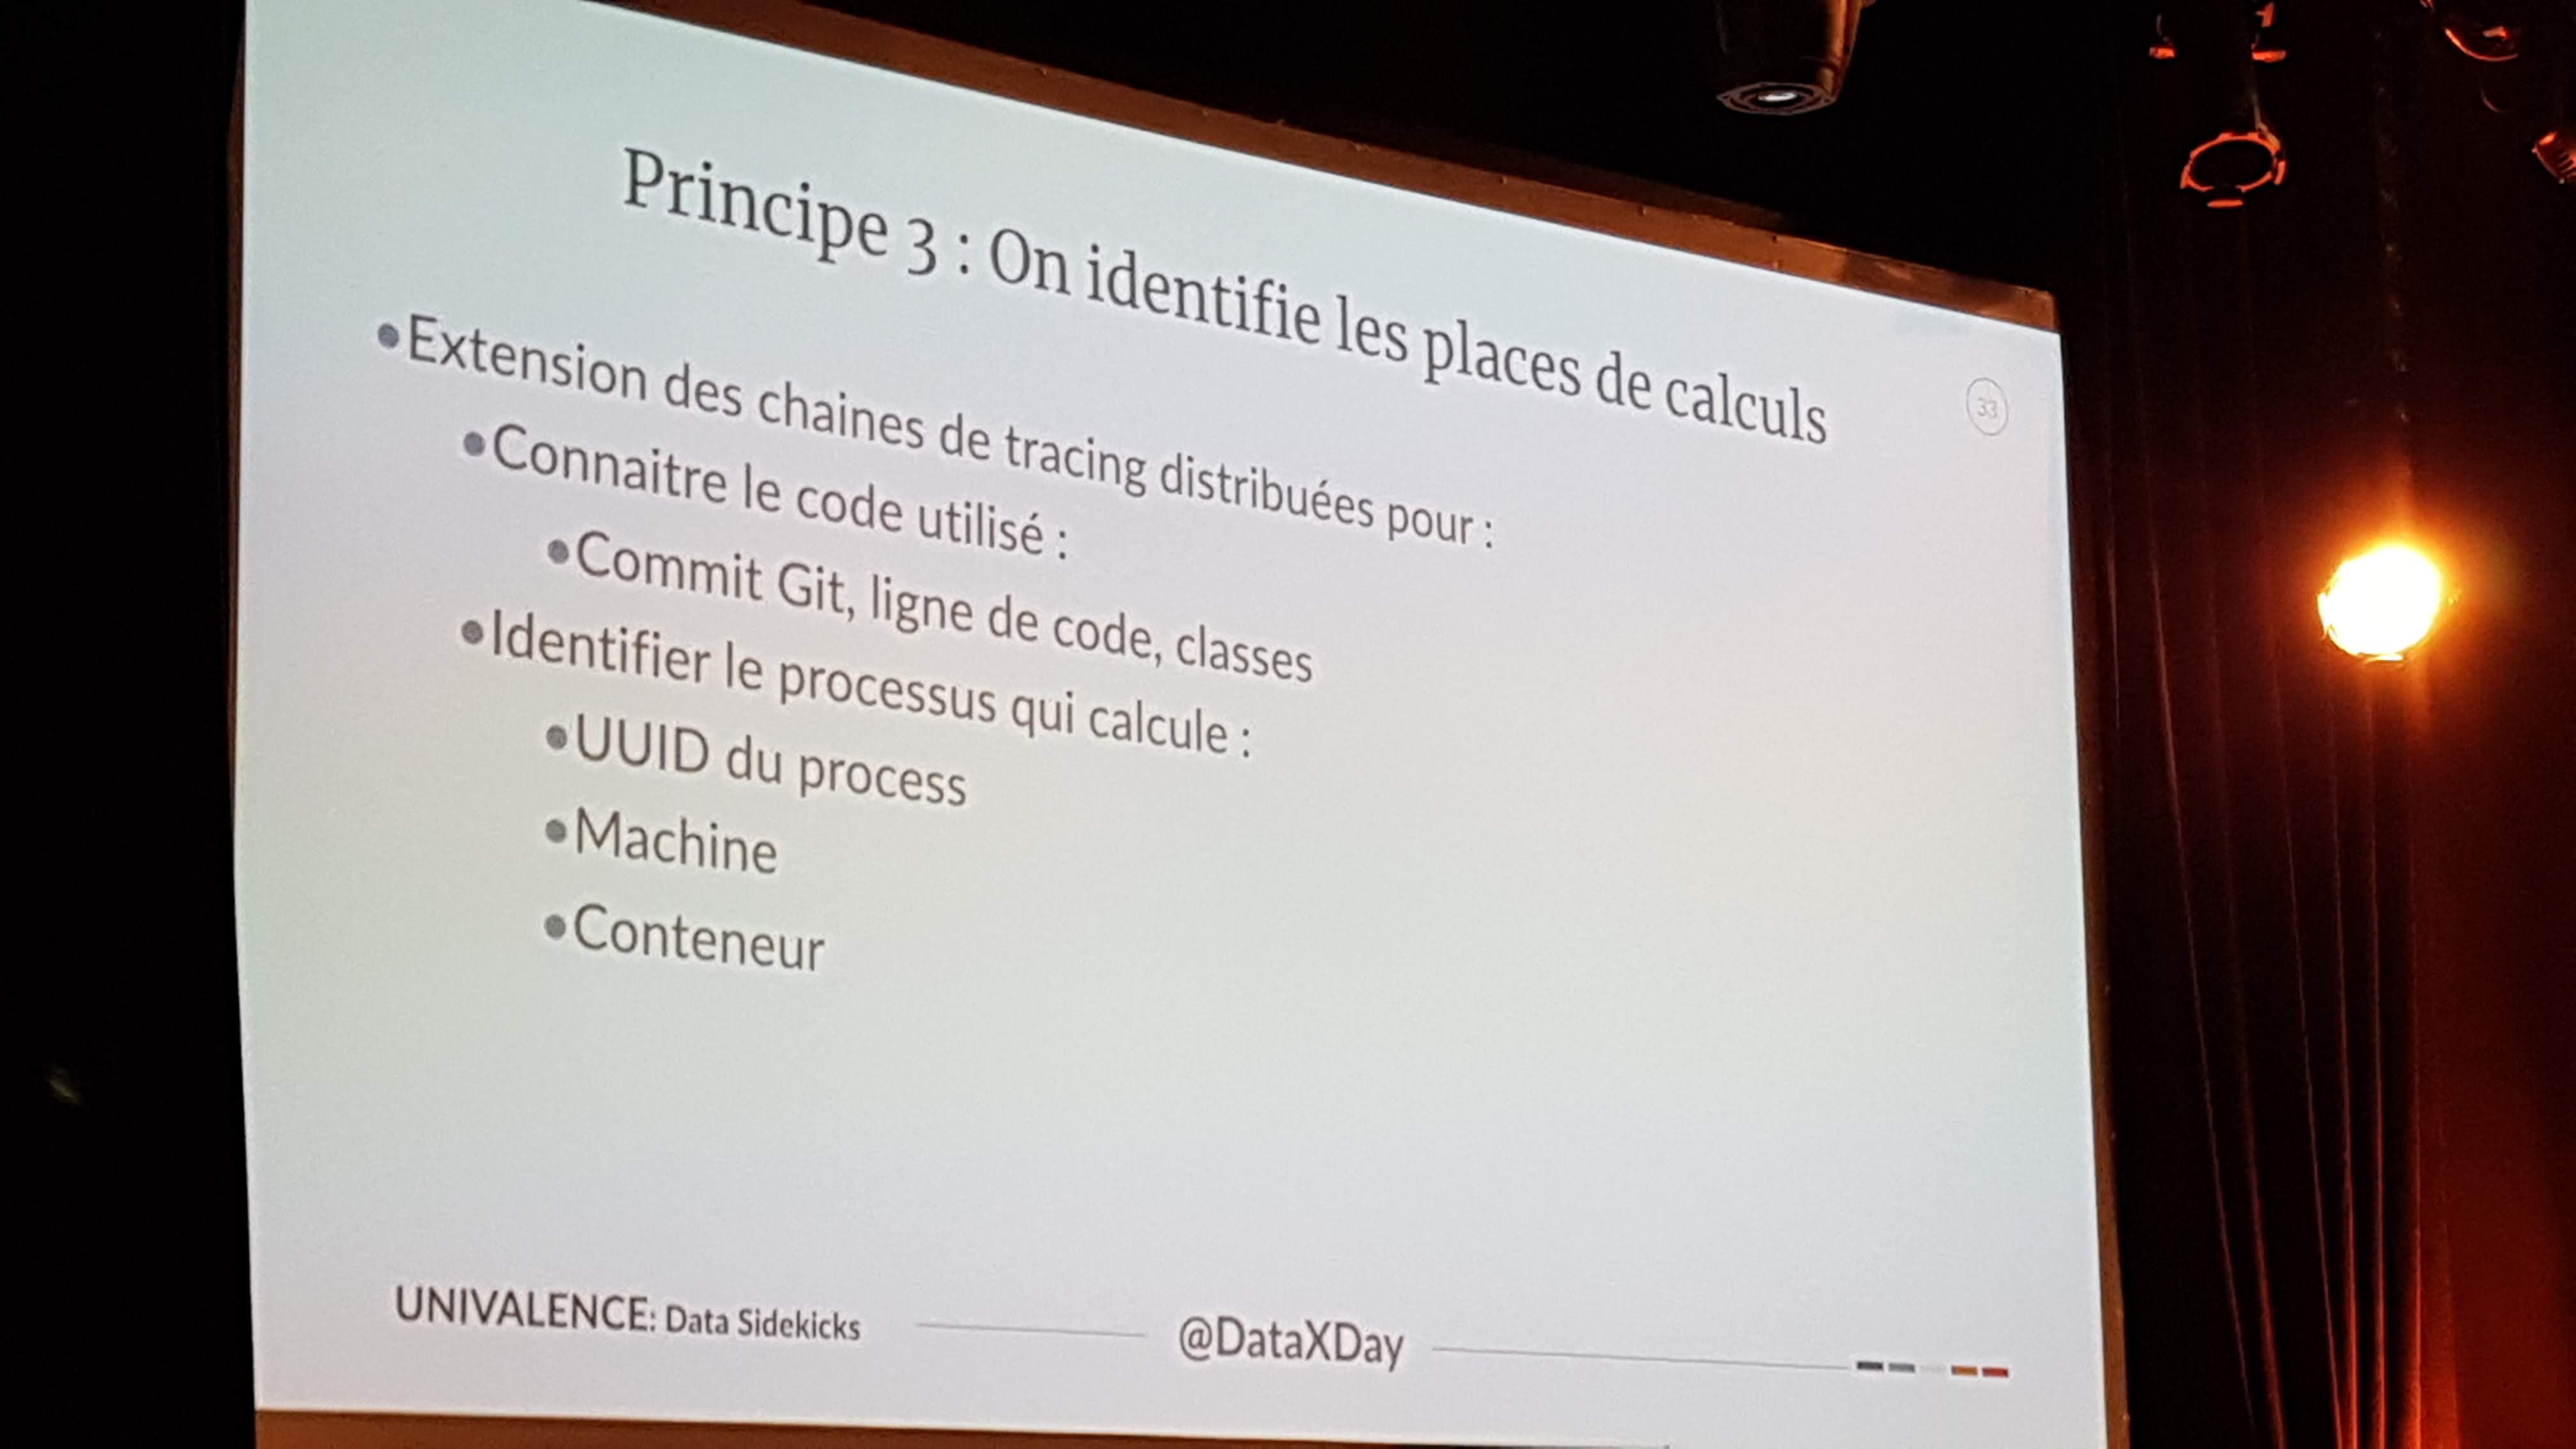 Principe 3 : On identifie les places de calculs
33
•Extension des chaines de tracing distribuées pour :
•Connaitre le code utilisé :
•Commit Git, ligne de code, classes
•Identifier le processus qui calcule :
•UUID du process
•Machine
•Conteneur
UNIVALENCE: Data Sidekicks
@DataXDay